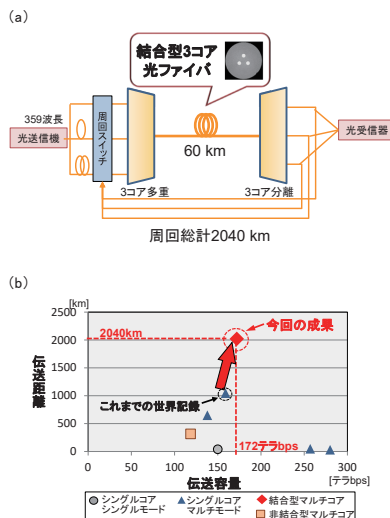 (a)
結合型3コア
光ファイバ
359波長
光送信機
周回スイッチ
60 km
光受信器
3コア多重
3コア分離
周回総計2040 km
(b)
[km]
2500
2000
1500
1000
500
0
伝送距離
2040km
今回の成果
これまでの世界記録
172テラbps
0 50 100 150 200 250 300
伝送容量
[テラbps]
シングルコア
シングルモード
シングルコア
マルチモード
結合型マルチコア
非結合型マルチコア